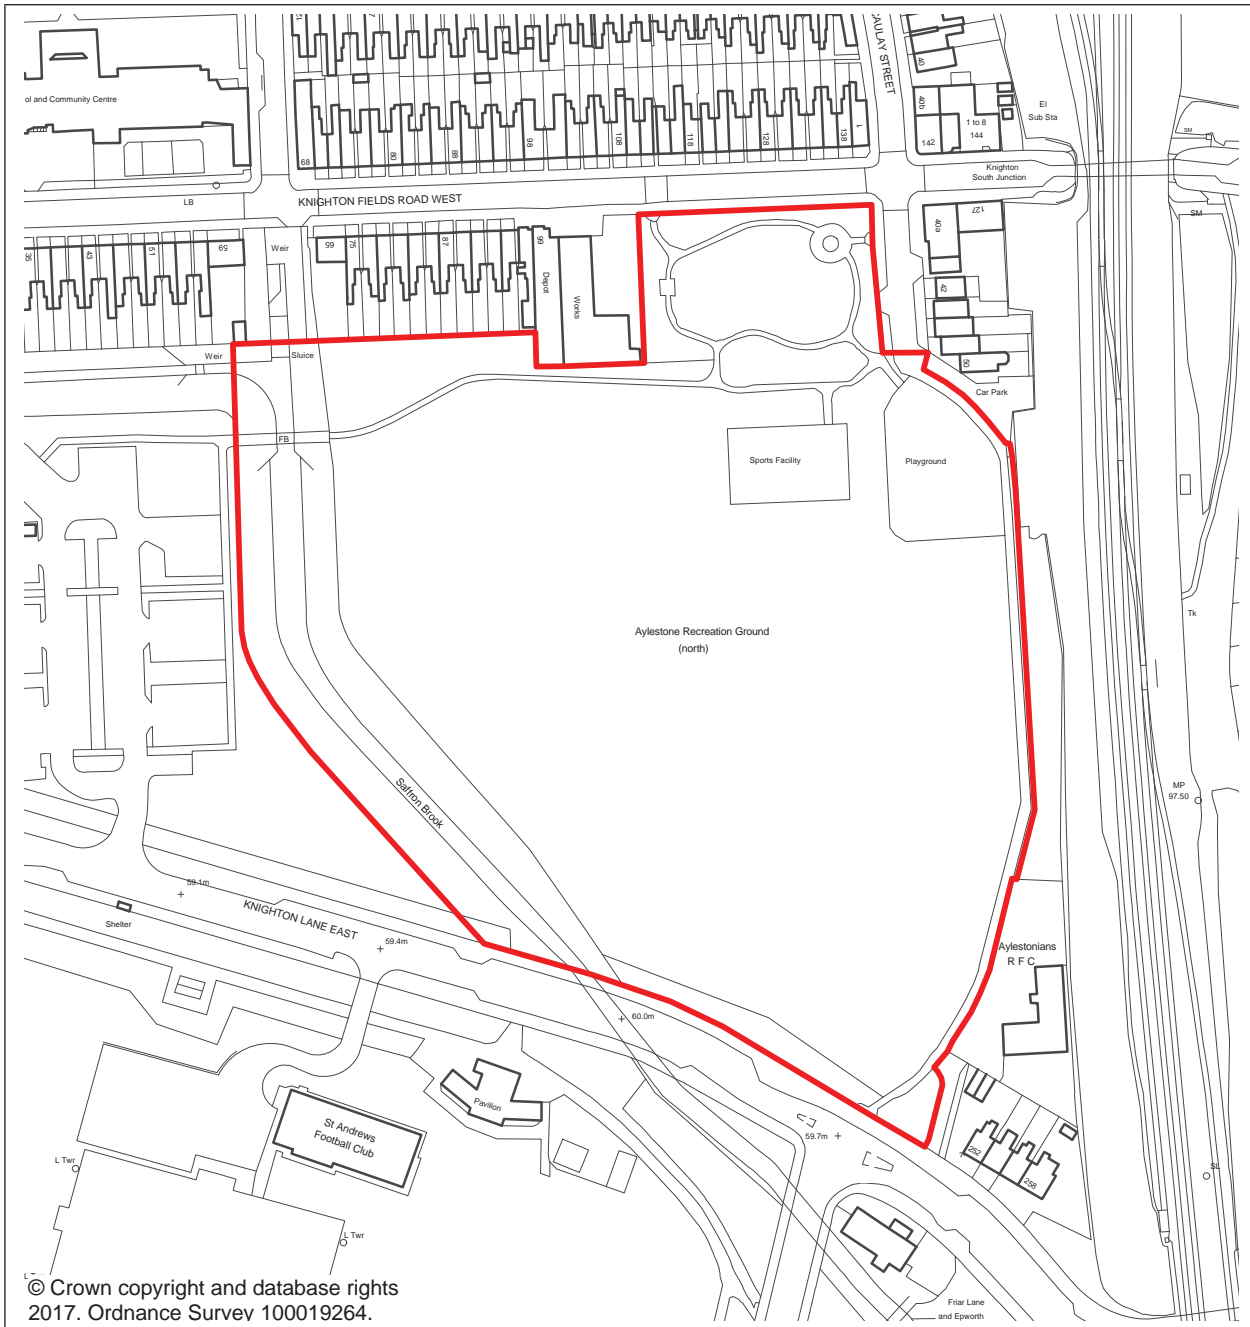 ol and Community Centre
AULAY STREET
40
40b
1 to 8
144
142
El
Sub Sta
SM
Knighton
South Junction
68
80
88
98
108
118
128
138
L
LB
KNIGHTON FIELDS ROAD WEST
SM
127
40a
42
50
35
43
51
59
Weir
65
75
87
99
Depot
Works
Weir
Sluice
Car Park
FB
Sports Facility
Playground
Aylestone Recreation Ground
(north)
Tk
Saffron Brook
MP
97.50
59.1m
KNIGHTON LANE EAST
Shelter
59.4m
Aylestonians
R F C
60.0m
Pavilion
St Andrews
Football Club
59.7m
252
258
L Twr
SL
L Twr
© Crown copyright and database rights
2017. Ordnance Survey 100019264.
Friar Lane
and Epworth